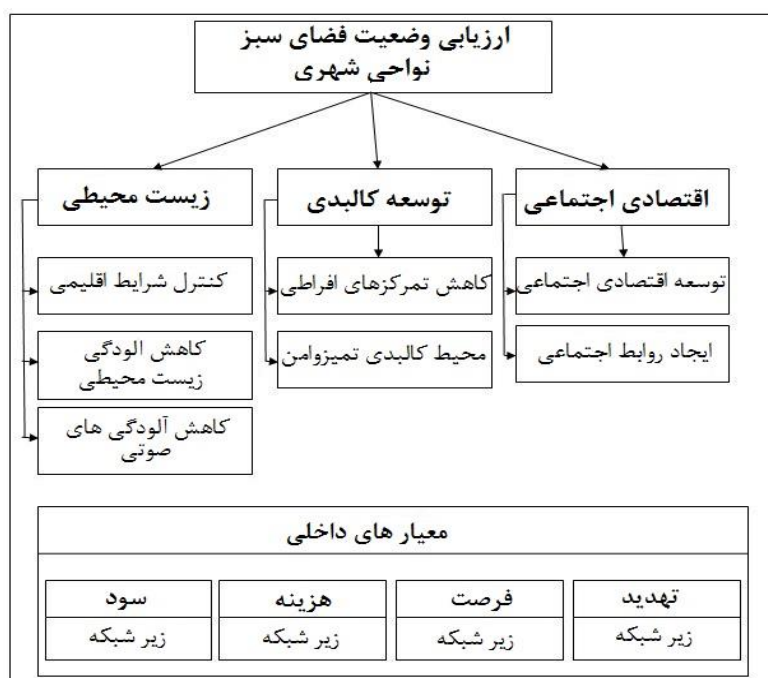 ارزیابی وضعیت فضای سبز
نواحی شهری
اقتصادی اجتماعی
توسعه کالبدی
زیست محیطی
توسعه اقتصادی اجتماعی
کاهش تمرکزهای افراطی
کنترل شرایط اقلیمی
ایجاد روابط اجتماعی
محیط کالبدی تمیزوامن
کاهش الودگی
زیست محیطی
کاهش آلودگی های
صوتی
معیار های داخلی
تهدید
فرصت
هزینه
سود
زیر شبکه
زیر شبکه
زیر شبکه
زیر شبکه